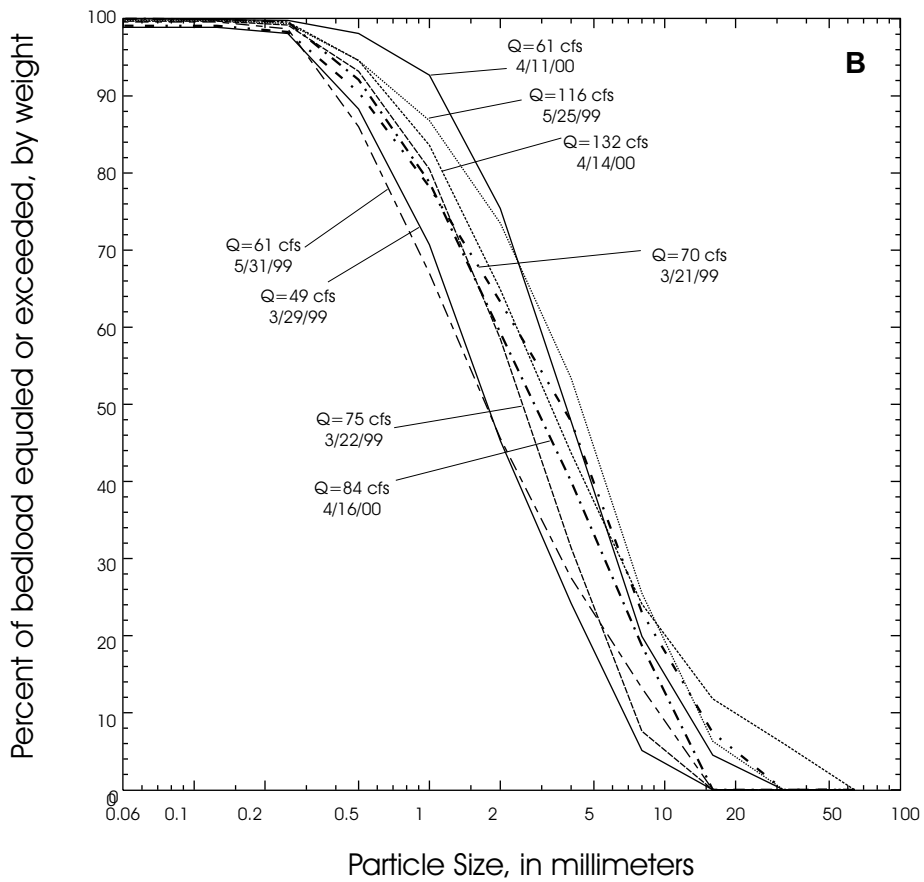 B
Q=61 cfs
4/11/00
Q=116 cfs
5/25/99
Q=132 cfs
4/14/00
Q=70 cfs
3/21/99
Q=61 cfs
5/31/99
Q=49 cfs
3/29/99
Q=75 cfs
3/22/99
Q=84 cfs
4/16/00
Percent of bedload equaled or exceeded, by weight
100
90
80
70
60
50
40
30
20
10
0
0
0.06 0.1 0.2 0.5 1 2 5 10 20 50 100
Particle Size, in millimeters